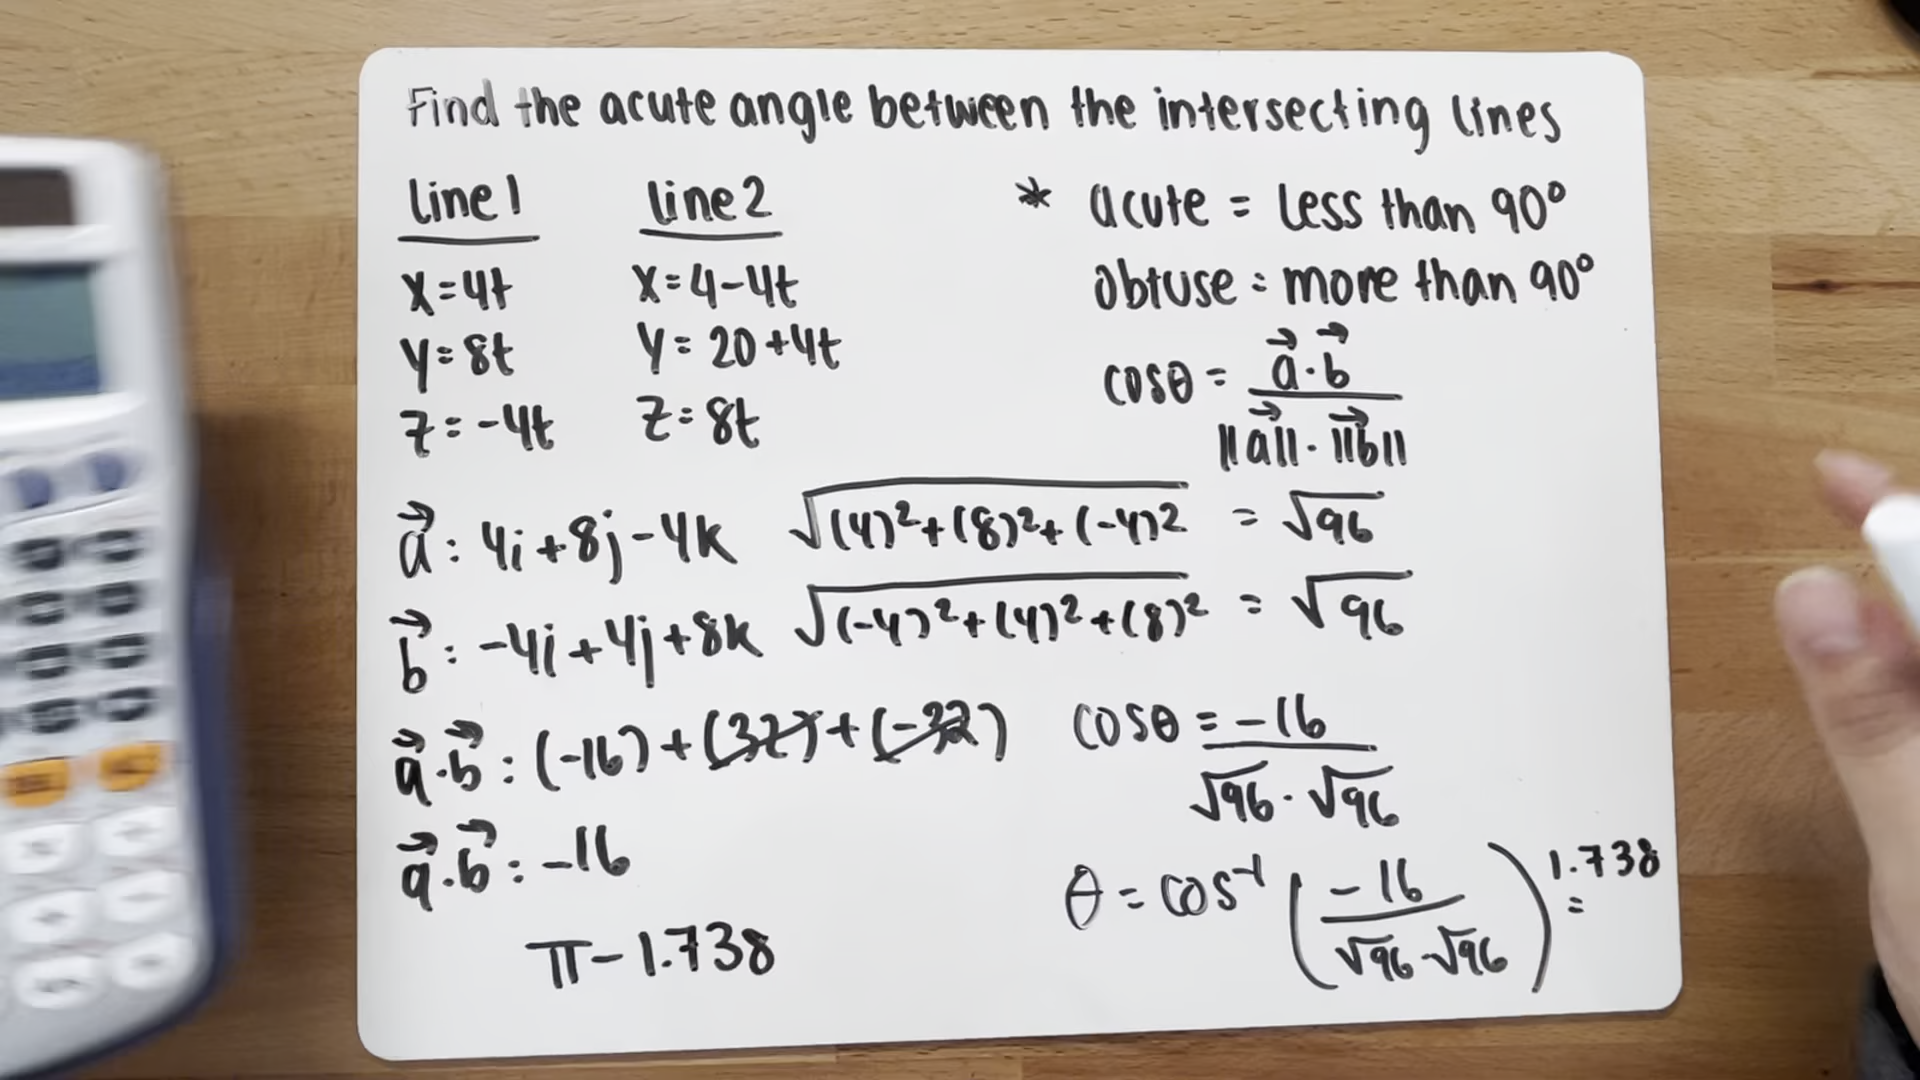 Find the acute angle between the intersecting lines
line 1 line 2
x=4t x=4-4t
y=8t y=20+4t
z=-4t z=8t
* acute = less than 90°
obtuse = more than 90°
cosθ = a⃗·b⃗ / ||a⃗||·||b⃗||
a⃗: 4i+8j-4k √(4)²+(8)²+(-4)² = √96
b⃗: -4i+4j+8k √(-4)²+(4)²+(8)² = √96
a⃗·b⃗: (-16)+(32)+(-32)
a⃗·b⃗: -16
π-1.738
cosθ = -16 / √96·√96
θ = cos⁻¹(-16 / √96·√96) = 1.738